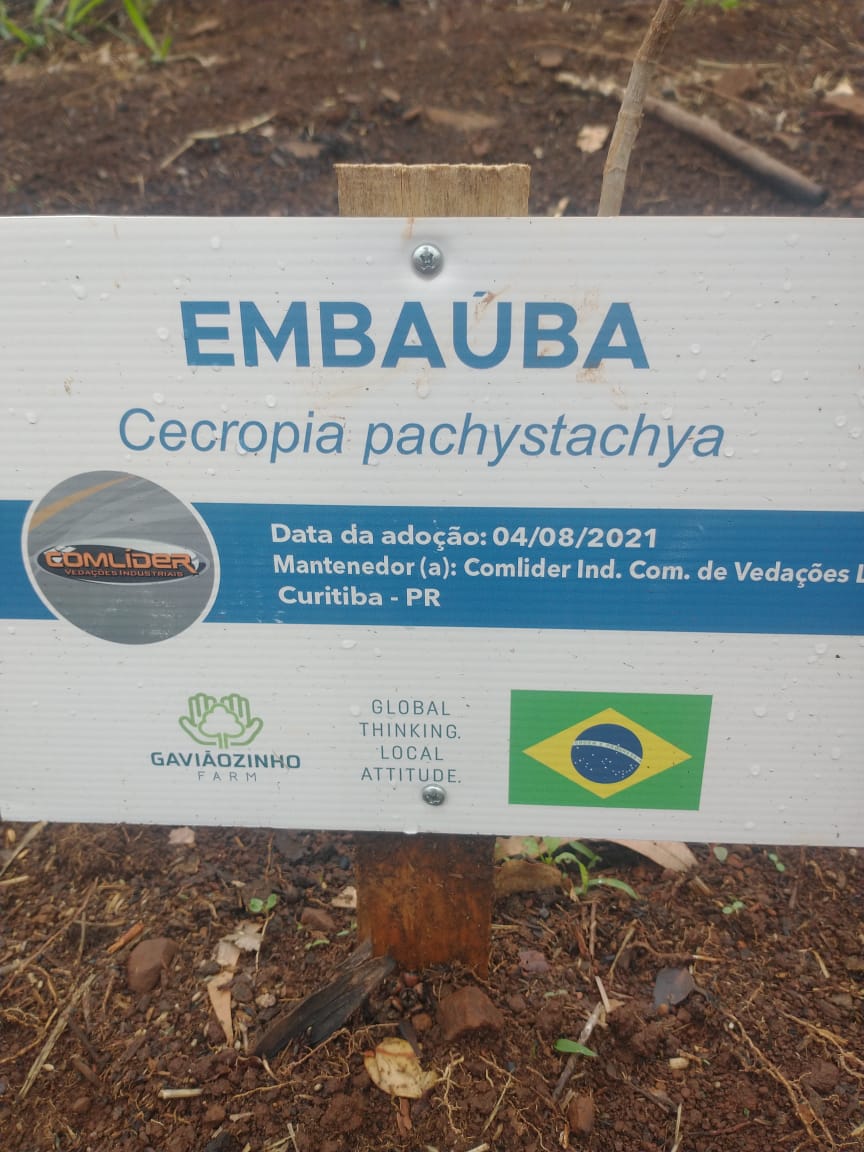 EMBAÚBA
Cecropia pachystachya
COMLÍDER
VEDAÇÕES INDUSTRIAIS
Data da adoção: 04/08/2021
Mantenedor (a): Comlider Ind. Com. de Vedações L
Curitiba - PR
GAVIÃOZINHO
FARM
GLOBAL
THINKING.
LOCAL
ATTITUDE.